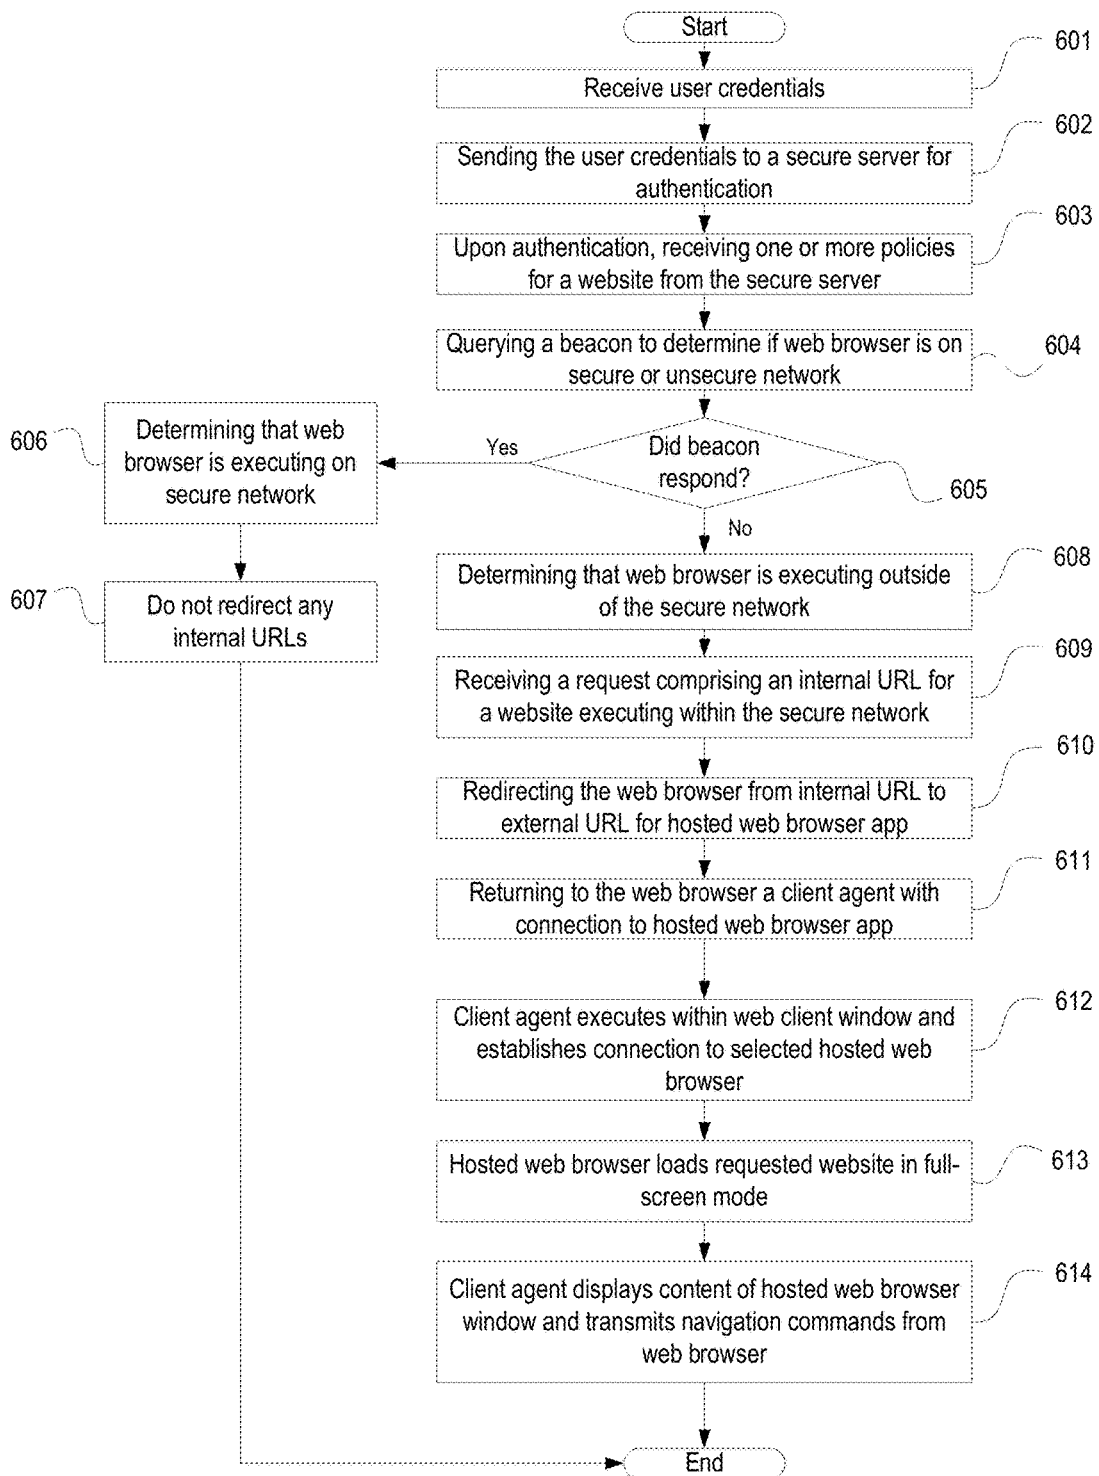 Start
601
Receive user credentials
602
Sending the user credentials to a secure server for
authentication
603
Upon authentication, receiving one or more policies
for a website from the secure server
604
Querying a beacon to determine if web browser is on
secure or unsecure network
606
Determining that web
browser is executing on
secure network
Yes
Did beacon
respond?
605
No
607
Do not redirect any
internal URLs
608
Determining that web browser is executing outside
of the secure network
609
Receiving a request comprising an internal URL for
a website executing within the secure network
610
Redirecting the web browser from internal URL to
external URL for hosted web browser app
611
Returning to the web browser a client agent with
connection to hosted web browser app
612
Client agent executes within web client window and
establishes connection to selected hosted web
browser
613
Hosted web browser loads requested website in full-
screen mode
614
Client agent displays content of hosted web browser
window and transmits navigation commands from
web browser
End